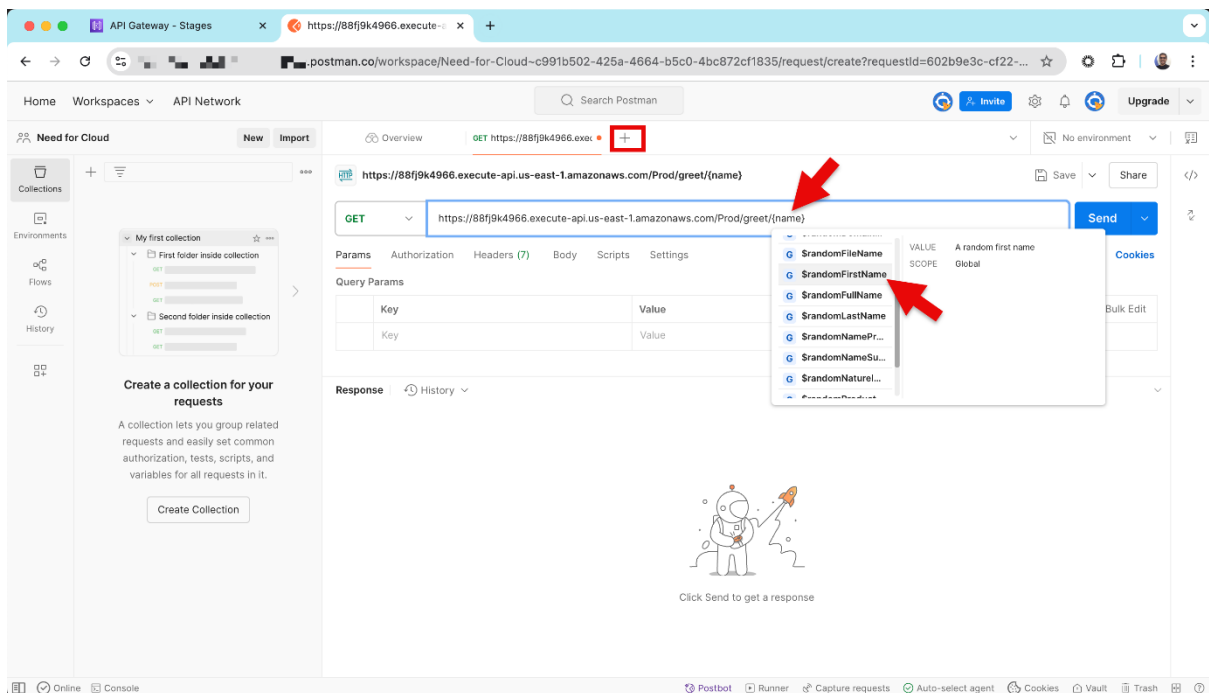 API Gateway - Stages
https://88fj9k4966.execute-a
.postman.co/workspace/Need-for-Cloud~c991b502-425a-4664-b5c0-4bc872cf1835/request/create?requestId=602b9e3c-cf22-...
Home Workspaces API Network Search Postman Invite Upgrade
Need for Cloud New Import Overview GET https://88fj9k4966.exec No environment
Collections
https://88fj9k4966.execute-api.us-east-1.amazonaws.com/Prod/greet/{name} Save Share
GET https://88fj9k4966.execute-api.us-east-1.amazonaws.com/Prod/greet/{name} Send
Environments
My first collection
First folder inside collection
GET
POST
GET
Second folder inside collection
GET
GET
Flows
History
Params Authorization Headers (7) Body Scripts Settings Cookies
Query Params
Key Value Bulk Edit
Key Value
G $randomFileName
G $randomFirstName
G $randomFullName
G $randomLastName
G $randomNamePr...
G $randomNameSu...
G $randomNatureI...
VALUE A random first name
SCOPE Global
Create a collection for your
requests
A collection lets you group related
requests and easily set common
authorization, tests, scripts, and
variables for all requests in it.
Create Collection
Response History
Click Send to get a response
Online Console Postbot Runner Capture requests Auto-select agent Cookies Vault Trash